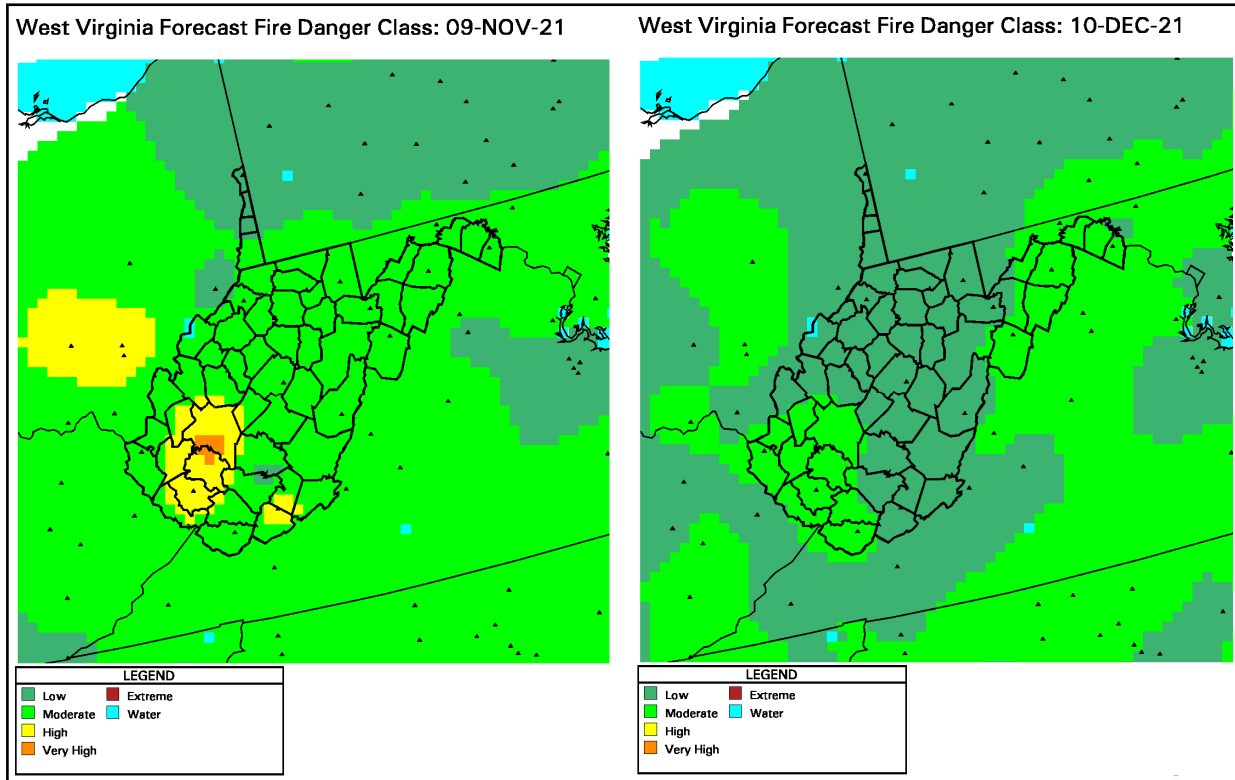 West Virginia Forecast Fire Danger Class: 09-NOV-21
LEGEND
Low
Extreme
Moderate
Water
High
Very High
West Virginia Forecast Fire Danger Class: 10-DEC-21
LEGEND
Low
Extreme
Moderate
Water
High
Very High